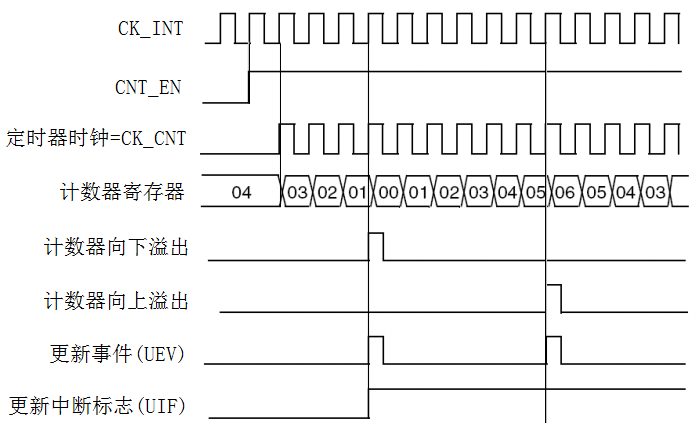 CK_INT
CNT_EN
定时器时钟=CK_CNT
计数器寄存器 04 03 02 01 00 01 02 03 04 05 06 05 04 03
计数器向下溢出
计数器向上溢出
更新事件(UEV)
更新中断标志(UIF)